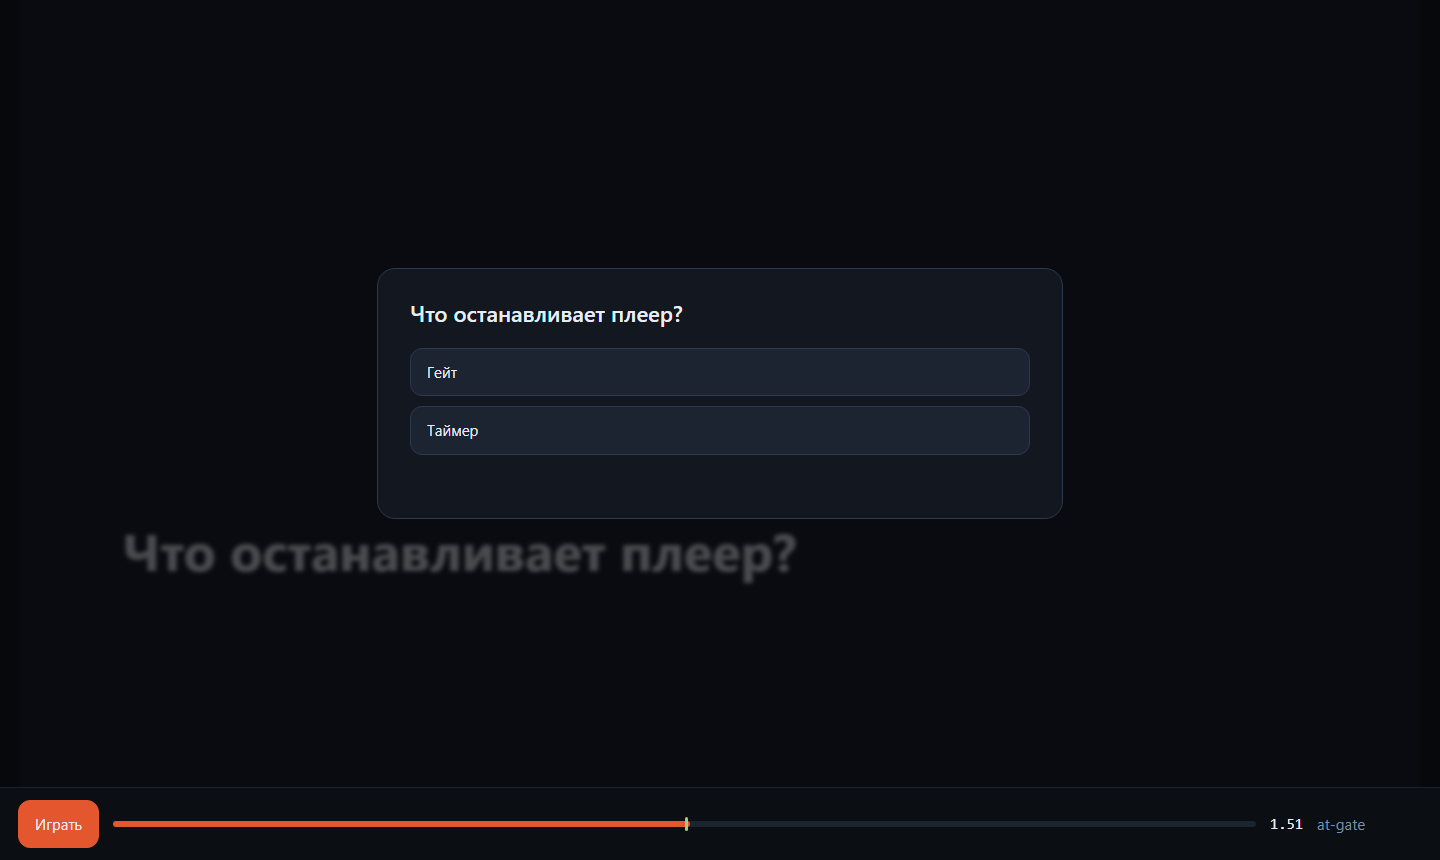 Что останавливает плеер?
Гейт
Таймер
Что останавливает плеер?
Играть
1.51
at-gate